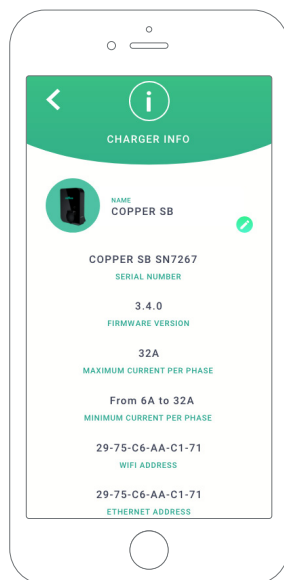 CHARGER INFO
NAME
COPPER SB
COPPER SB SN7267
SERIAL NUMBER
3.4.0
FIRMWARE VERSION
32A
MAXIMUM CURRENT PER PHASE
From 6A to 32A
MINIMUM CURRENT PER PHASE
29-75-C6-AA-C1-71
WIFI ADDRESS
29-75-C6-AA-C1-71
ETHERNET ADDRESS